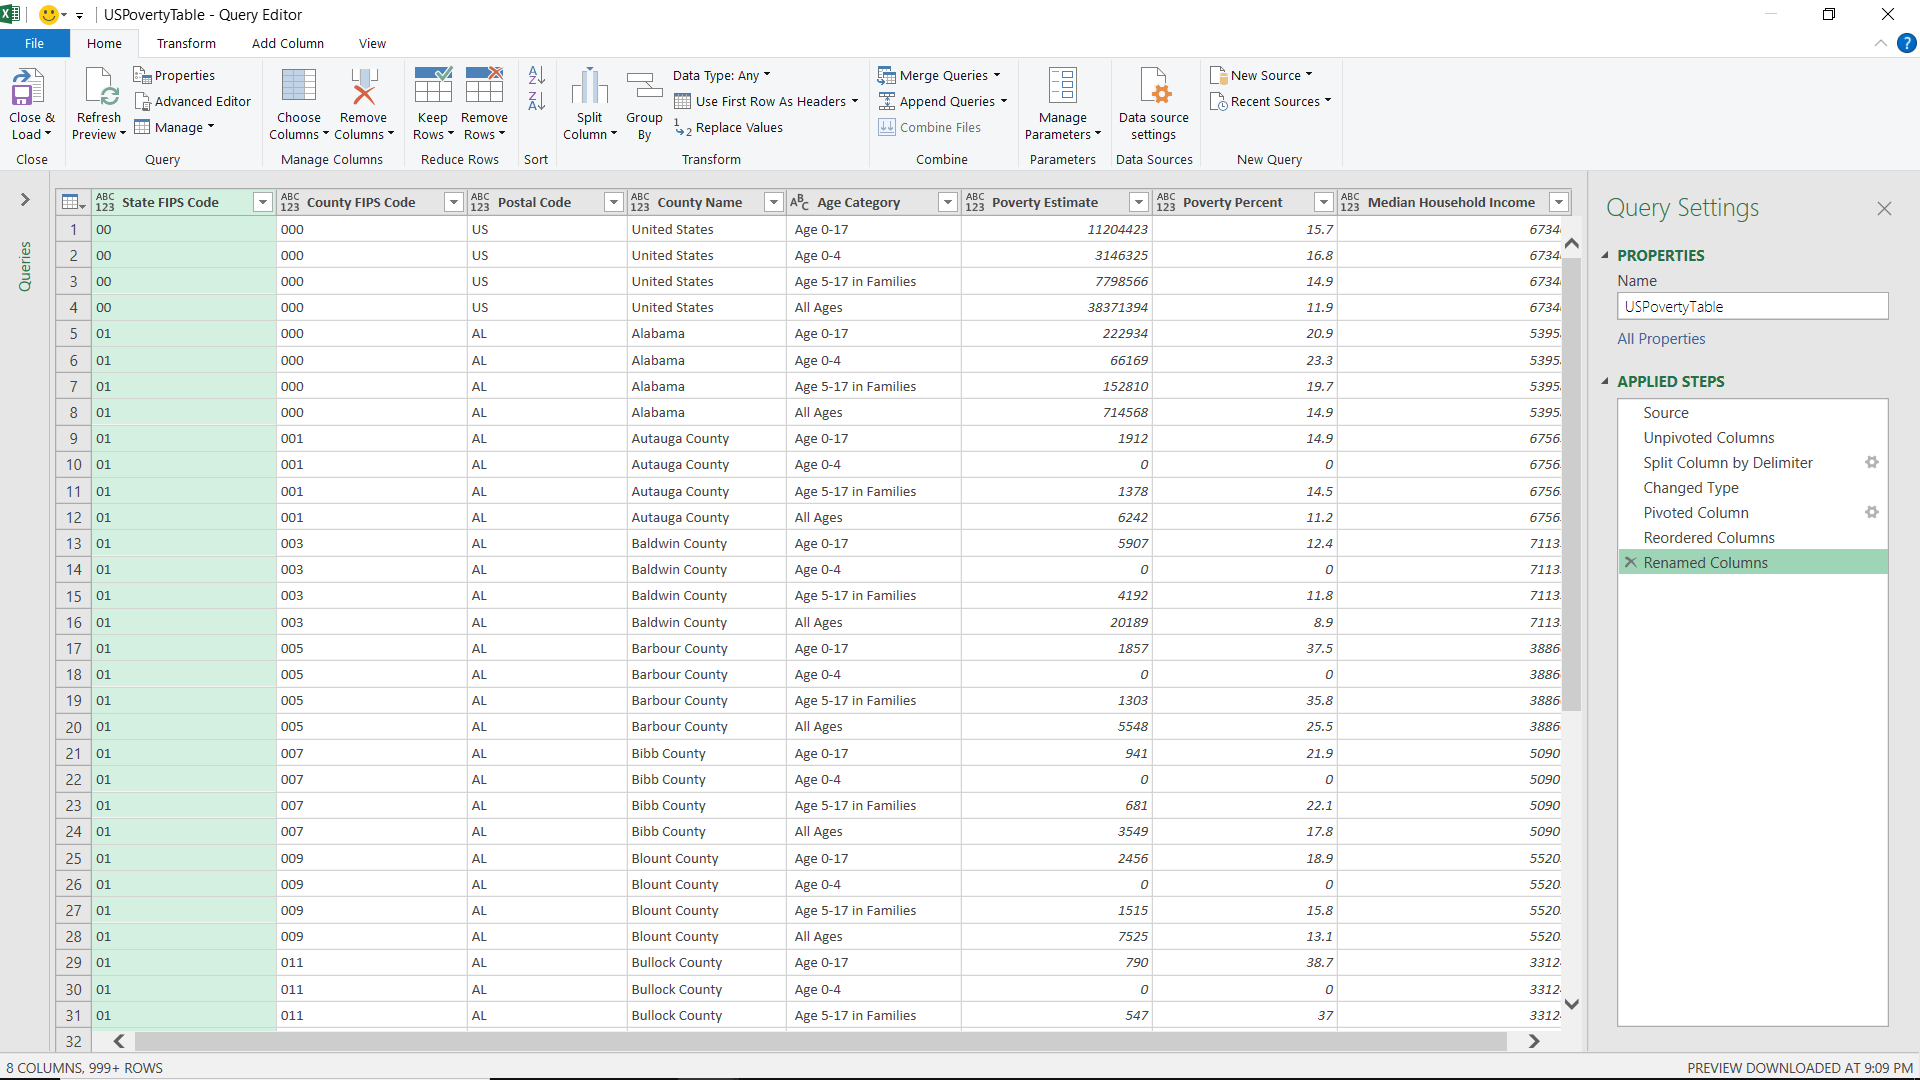 USPovertyTable - Query Editor
File Home Transform Add Column View
Close & Load
Close
Refresh Preview
Properties
Advanced Editor
Manage
Query
Choose Columns
Remove Columns
Manage Columns
Keep Rows
Remove Rows
Reduce Rows
Sort
Split Column
Group By
Data Type: Any
Use First Row As Headers
Replace Values
Transform
Merge Queries
Append Queries
Combine Files
Combine
Manage Parameters
Parameters
Data source settings
Data Sources
New Source
Recent Sources
New Query
Queries
ABC 123 State FIPS Code ABC 123 County FIPS Code ABC 123 Postal Code ABC 123 County Name ABC Age Category ABC 123 Poverty Estimate ABC 123 Poverty Percent ABC 123 Median Household Income
1 00 000 US United States Age 0-17 11204423 15.7 6734
2 00 000 US United States Age 0-4 3146325 16.8 6734
3 00 000 US United States Age 5-17 in Families 7798566 14.9 6734
4 00 000 US United States All Ages 38371394 11.9 6734
5 01 000 AL Alabama Age 0-17 222934 20.9 5395
6 01 000 AL Alabama Age 0-4 66169 23.3 5395
7 01 000 AL Alabama Age 5-17 in Families 152810 19.7 5395
8 01 000 AL Alabama All Ages 714568 14.9 5395
9 01 001 AL Autauga County Age 0-17 1912 14.9 6756
10 01 001 AL Autauga County Age 0-4 0 0 6756
11 01 001 AL Autauga County Age 5-17 in Families 1378 14.5 6756
12 01 001 AL Autauga County All Ages 6242 11.2 6756
13 01 003 AL Baldwin County Age 0-17 5907 12.4 7113
14 01 003 AL Baldwin County Age 0-4 0 0 7113
15 01 003 AL Baldwin County Age 5-17 in Families 4192 11.8 7113
16 01 003 AL Baldwin County All Ages 20189 8.9 7113
17 01 005 AL Barbour County Age 0-17 1857 37.5 3886
18 01 005 AL Barbour County Age 0-4 0 0 3886
19 01 005 AL Barbour County Age 5-17 in Families 1303 35.8 3886
20 01 005 AL Barbour County All Ages 5548 25.5 3886
21 01 007 AL Bibb County Age 0-17 941 21.9 5090
22 01 007 AL Bibb County Age 0-4 0 0 5090
23 01 007 AL Bibb County Age 5-17 in Families 681 22.1 5090
24 01 007 AL Bibb County All Ages 3549 17.8 5090
25 01 009 AL Blount County Age 0-17 2456 18.9 5520
26 01 009 AL Blount County Age 0-4 0 0 5520
27 01 009 AL Blount County Age 5-17 in Families 1515 15.8 5520
28 01 009 AL Blount County All Ages 7525 13.1 5520
29 01 011 AL Bullock County Age 0-17 790 38.7 3312
30 01 011 AL Bullock County Age 0-4 0 0 3312
31 01 011 AL Bullock County Age 5-17 in Families 547 37 3312
32
Query Settings
PROPERTIES
Name
USPovertyTable
All Properties
APPLIED STEPS
Source
Unpivoted Columns
Split Column by Delimiter
Changed Type
Pivoted Column
Reordered Columns
Renamed Columns
8 COLUMNS, 999+ ROWS
PREVIEW DOWNLOADED AT 9:09 PM